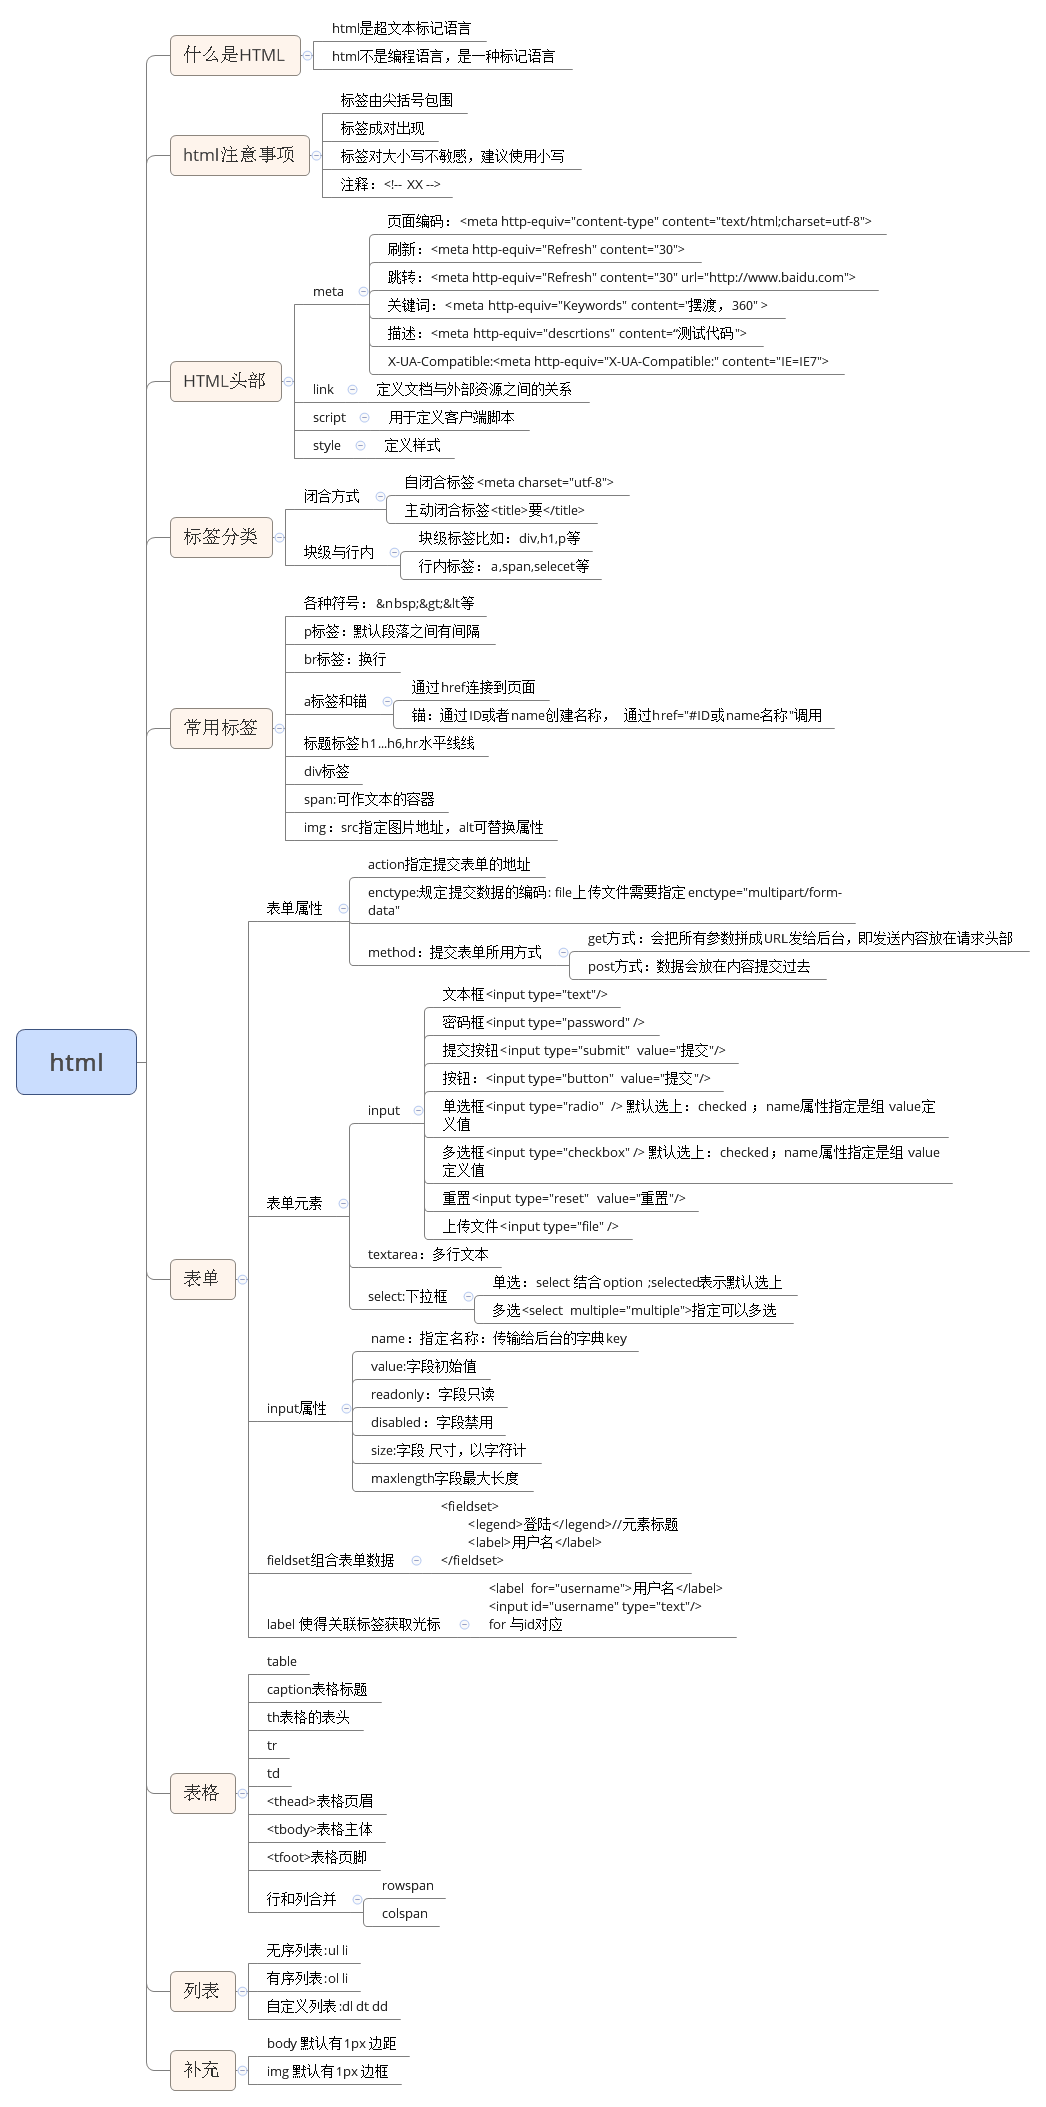 html
什么是HTML
html是超文本标记语言
html不是编程语言，是一种标记语言
html注意事项
标签由尖括号包围
标签成对出现
标签对大小写不敏感，建议使用小写
注释：<!-- XX -->
HTML头部
meta
页面编码：<meta http-equiv="content-type" content="text/html;charset=utf-8">
刷新：<meta http-equiv="Refresh" content="30">
跳转：<meta http-equiv="Refresh" content="30" url="http://www.baidu.com">
关键词：<meta http-equiv="Keywords" content="摆渡，360" >
描述：<meta http-equiv="descrtions" content="测试代码">
X-UA-Compatible:<meta http-equiv="X-UA-Compatible:" content="IE=IE7">
link
定义文档与外部资源之间的关系
script
用于定义客户端脚本
style
定义样式
标签分类
闭合方式
自闭合标签<meta charset="utf-8">
主动闭合标签<title>要</title>
块级与行内
块级标签比如：div,h1,p等
行内标签：a,span,selecet等
常用标签
各种符号：&nbsp;&gt;&lt等
p标签：默认段落之间有间隔
br标签：换行
a标签和锚
通过href连接到页面
锚：通过ID或者name创建名称， 通过href="#ID或name名称"调用
标题标签h1...h6,hr水平线线
div标签
span:可作文本的容器
img：src指定图片地址，alt可替换属性
表单
表单属性
action指定提交表单的地址
enctype:规定提交数据的编码: file上传文件需要指定enctype="multipart/form-
data"
method：提交表单所用方式
get方式：会把所有参数拼成URL发给后台，即发送内容放在请求头部
post方式：数据会放在内容提交过去
表单元素
input
文本框<input type="text"/>
密码框<input type="password" />
提交按钮<input type="submit" value="提交"/>
按钮：<input type="button" value="提交"/>
单选框<input type="radio" /> 默认选上：checked ；name属性指定是组 value定
义值
多选框<input type="checkbox" /> 默认选上：checked；name属性指定是组 value
定义值
重置<input type="reset" value="重置"/>
上传文件<input type="file" />
textarea：多行文本
select:下拉框
单选：select 结合option ;selected表示默认选上
多选<select multiple="multiple">指定可以多选
input属性
name：指定名称：传输给后台的字典key
value:字段初始值
readonly：字段只读
disabled：字段禁用
size:字段 尺寸，以字符计
maxlength字段最大长度
fieldset组合表单数据
<fieldset>
<legend>登陆</legend>//元素标题
<label>用户名</label>
</fieldset>
label 使得关联标签获取光标
<label for="username">用户名</label>
<input id="username" type="text"/>
for 与id对应
表格
table
caption表格标题
th表格的表头
tr
td
<thead>表格页眉
<tbody>表格主体
<tfoot>表格页脚
行和列合并
rowspan
colspan
列表
无序列表:ul li
有序列表:ol li
自定义列表:dl dt dd
补充
body 默认有1px 边距
img 默认有1px 边框